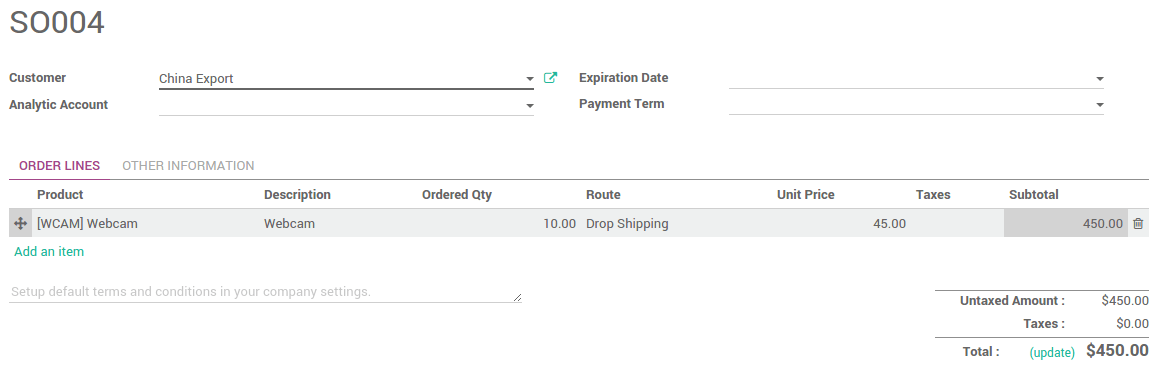 SO004
Customer China Export Expiration Date
Analytic Account Payment Term
ORDER LINES OTHER INFORMATION
Product Description Ordered Qty Route Unit Price Taxes Subtotal
[WCAM] Webcam Webcam 10.00 Drop Shipping 45.00 450.00
Add an item
Setup default terms and conditions in your company settings.
Untaxed Amount : $450.00
Taxes : $0.00
Total : (update) $450.00